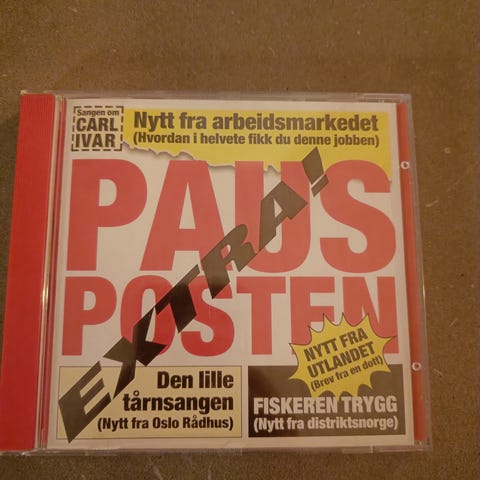 Sangen om
CARL
IVAR
Nytt fra arbeidsmarkedet
(Hvordan i helvete fikk du denne jobben)
PAUS
POSTEN
EXTRA!
NYTT FRA
UTLANDET
(Brev fra en dott)
Den lille
tårnsangen
(Nytt fra Oslo Rådhus)
FISKEREN TRYGG
(Nytt fra distriktsnorge)